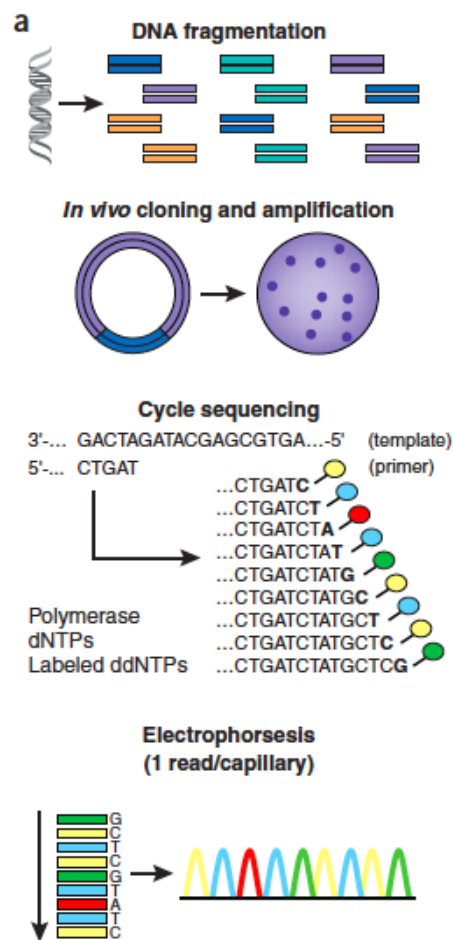 a
DNA fragmentation
In vivo cloning and amplification
Cycle sequencing
3'-... GACTAGATACGAGCGTGA...-5' (template)
5'-... CTGAT (primer)
...CTGATC
...CTGATCT
...CTGATCTA
...CTGATCTAT
...CTGATCTATG
...CTGATCTATGC
...CTGATCTATGCT
...CTGATCTATGCTC
...CTGATCTATGCTCG
Polymerase
dNTPs
Labeled ddNTPs
Electrophorsesis
(1 read/capillary)
G
C
T
C
G
T
A
T
C